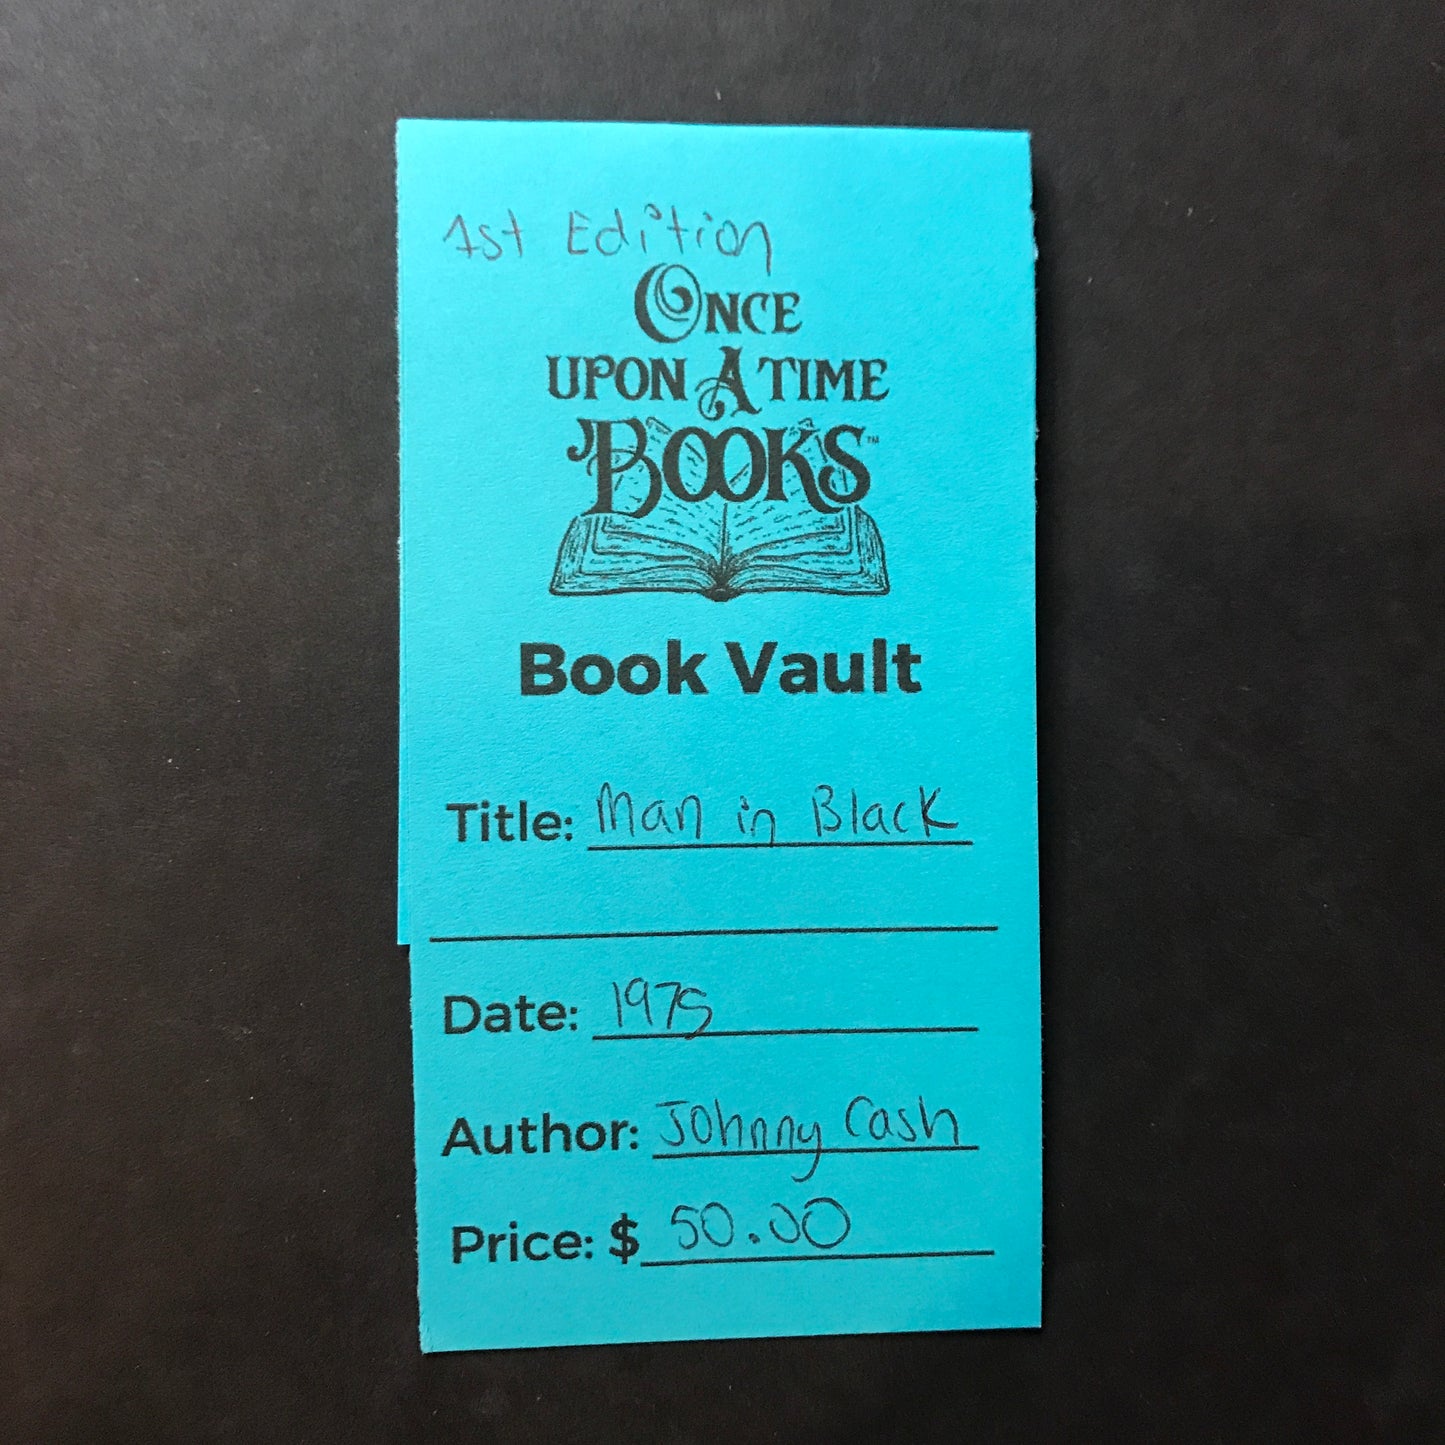 1st Edition
ONCE
UPON A TIME
BOOKS™
Book Vault
Title: Man in Black
Date: 1975
Author: Johnny Cash
Price: $ 50.00